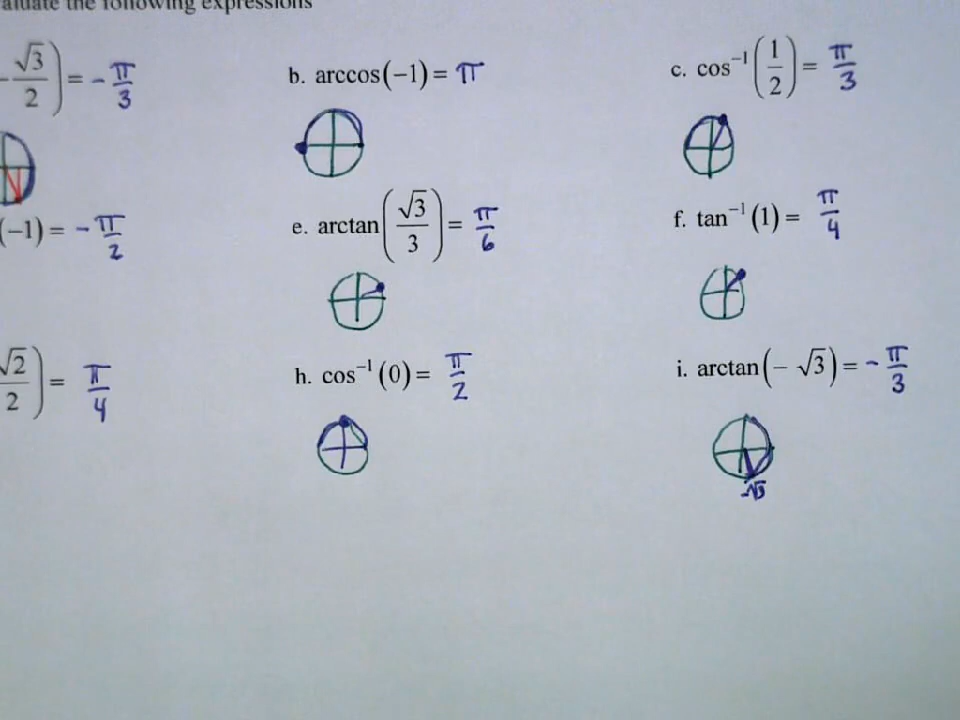 the following expressions
-√3/2) = -π/3 b. arccos(-1) = π c. cos⁻¹(1/2) = π/3
(-1) = -π/2 e. arctan(√3/3) = π/6 f. tan⁻¹(1) = π/4
√2/2) = π/4 h. cos⁻¹(0) = π/2 i. arctan(- √3) = -π/3
-√3